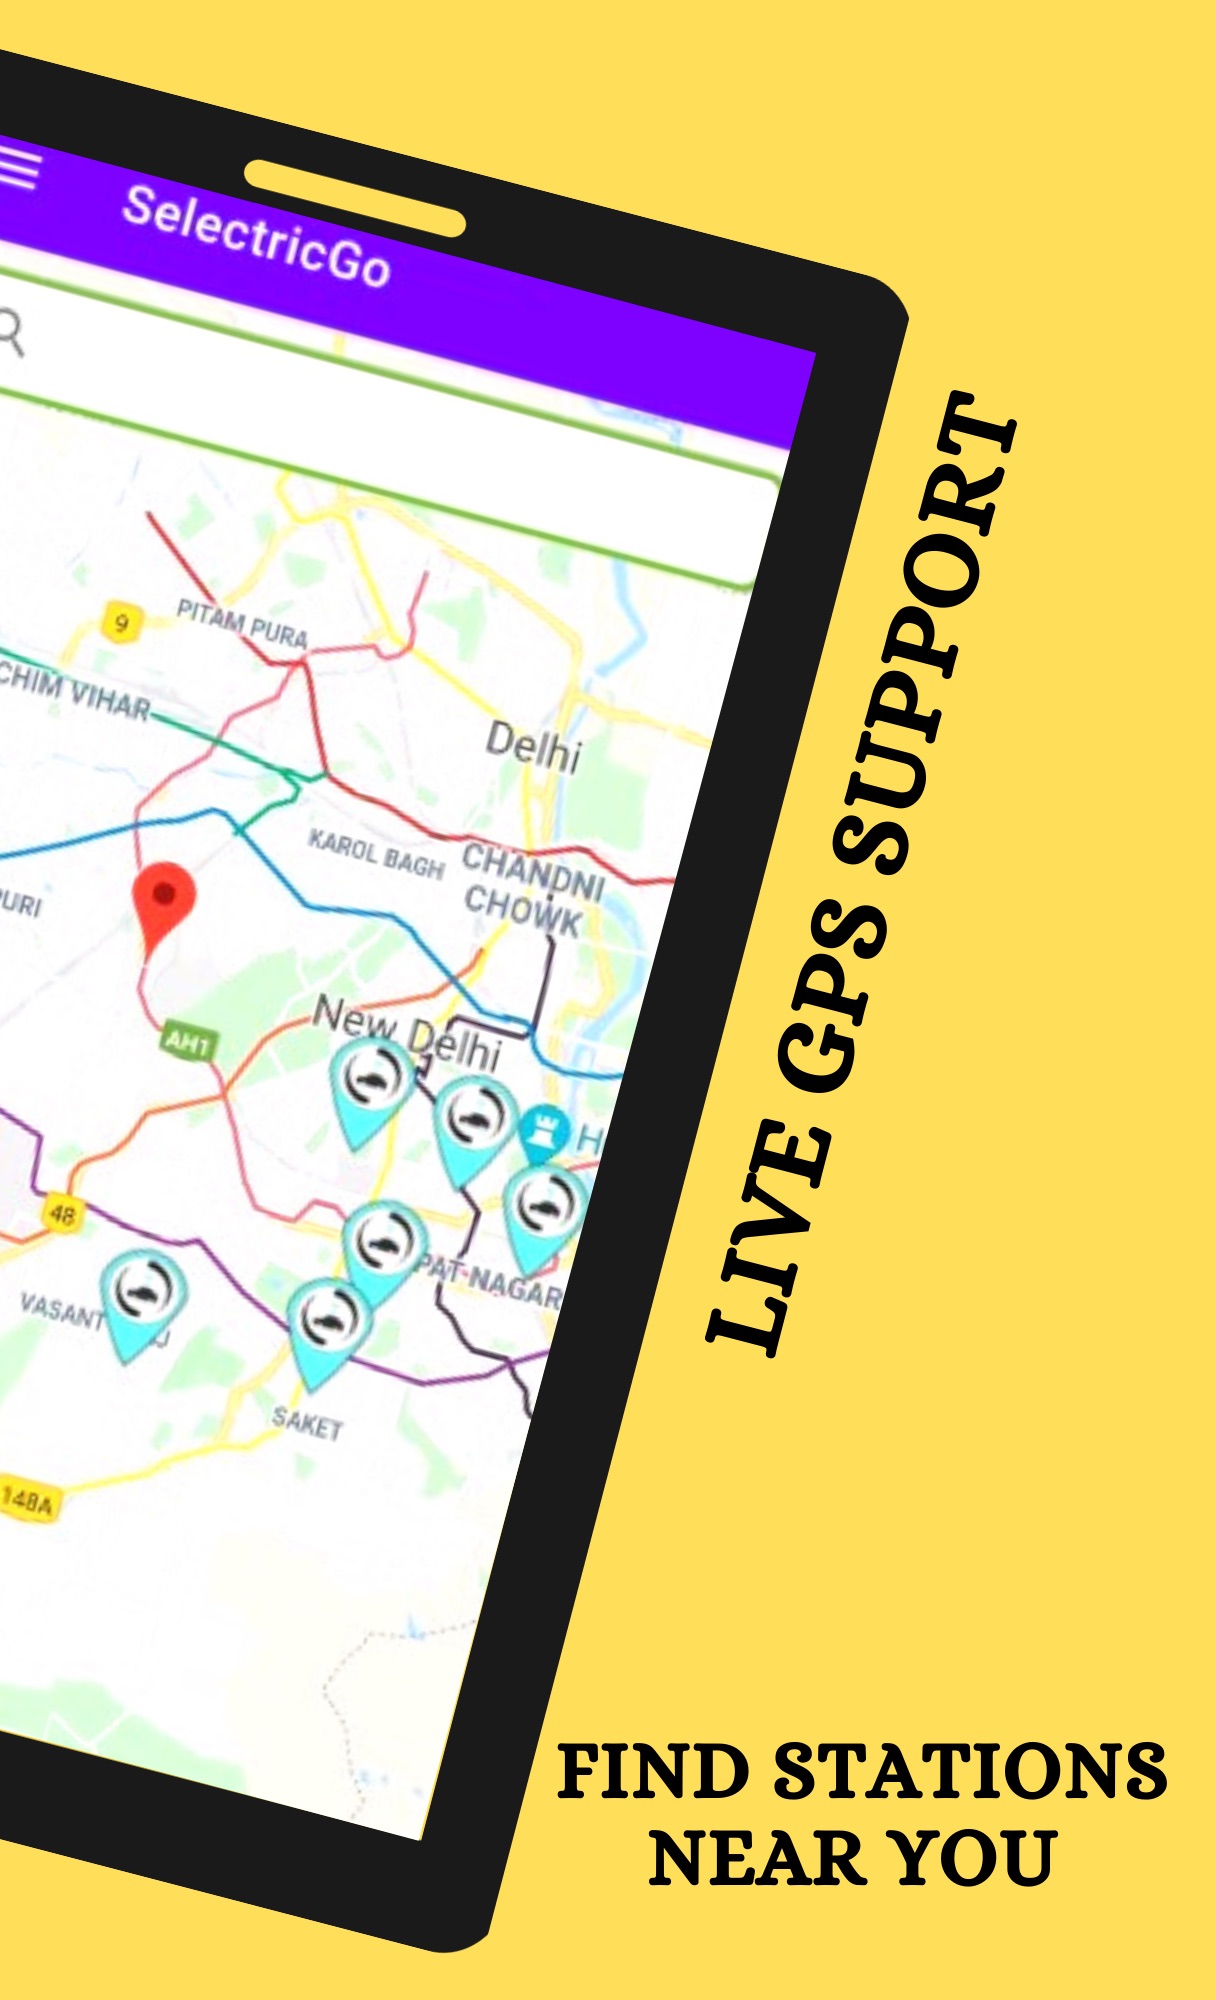 SelectricGo
9
PITAM PURA
CHIM VIHAR
Delhi
KAROL BAGH
CHANDNI
CHOWK
PURI
New Delhi
AH1
H
48
PAT NAGAR
VASANT
J
SAKET
148A
LIVE GPS SUPPORT
FIND STATIONS
NEAR YOU